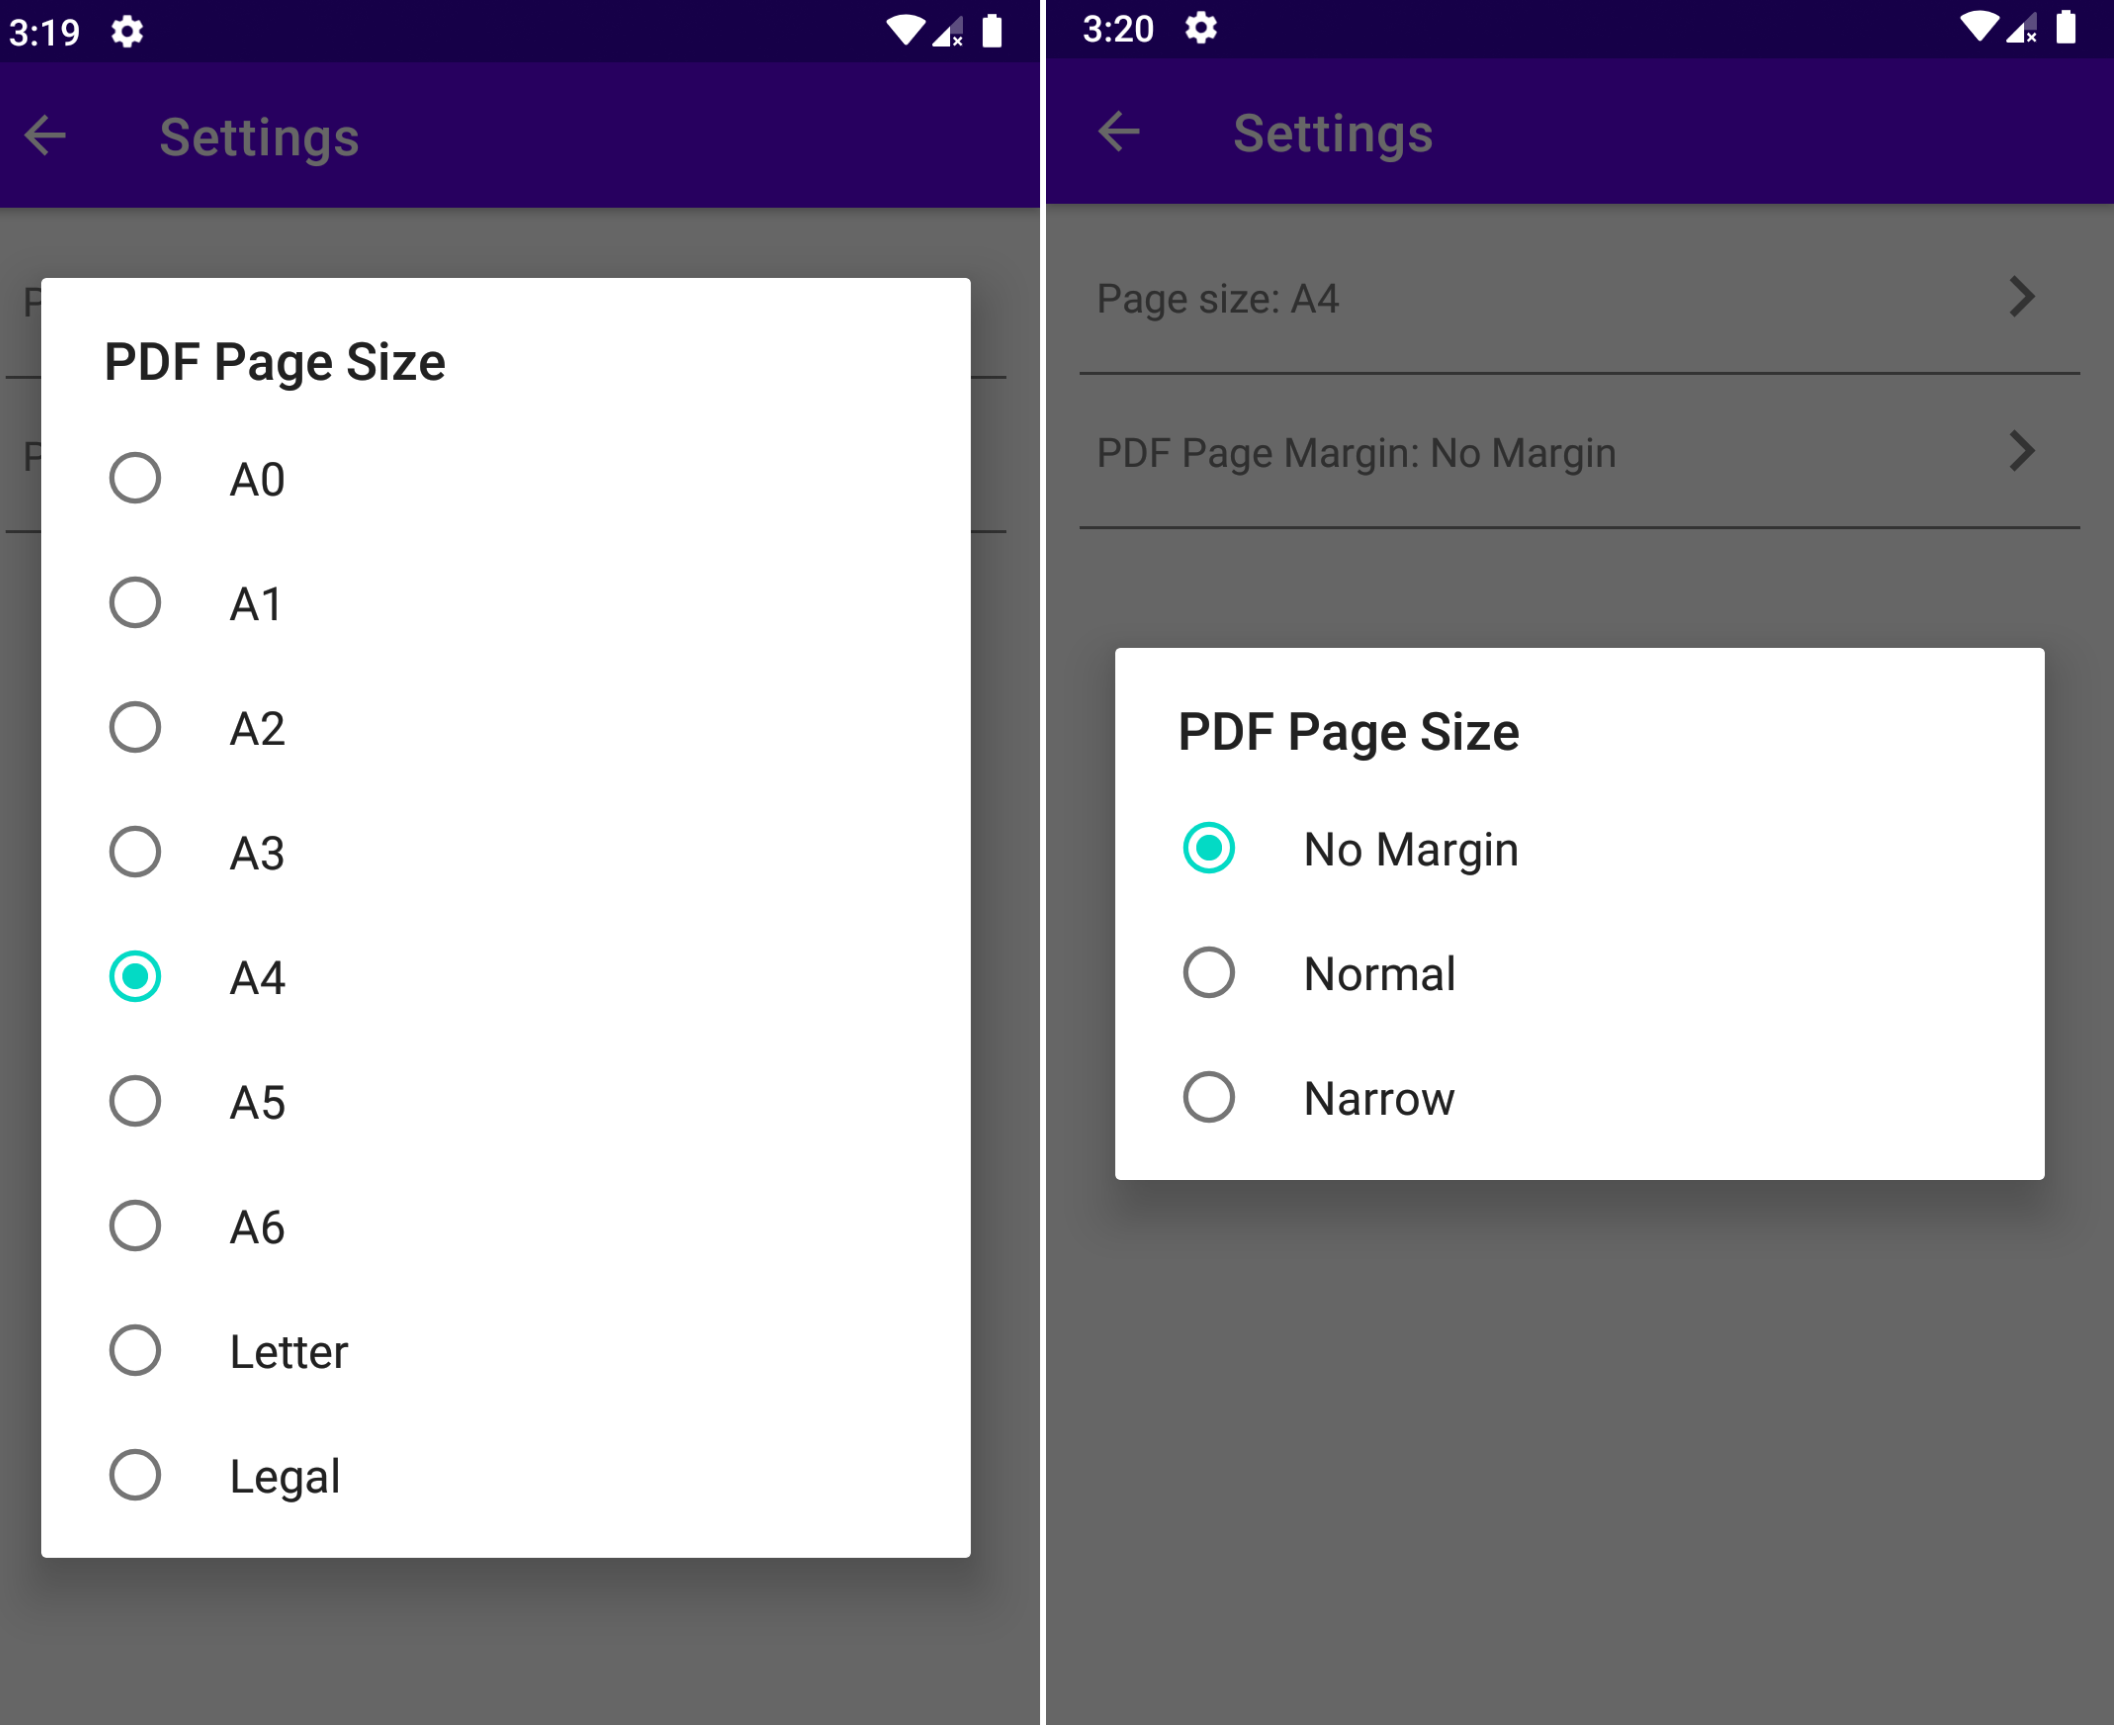 3:19
Settings
P
P
PDF Page Size
A0
A1
A2
A3
A4
A5
A6
Letter
Legal
3:20
Settings
Page size: A4
PDF Page Margin: No Margin
PDF Page Size
No Margin
Normal
Narrow